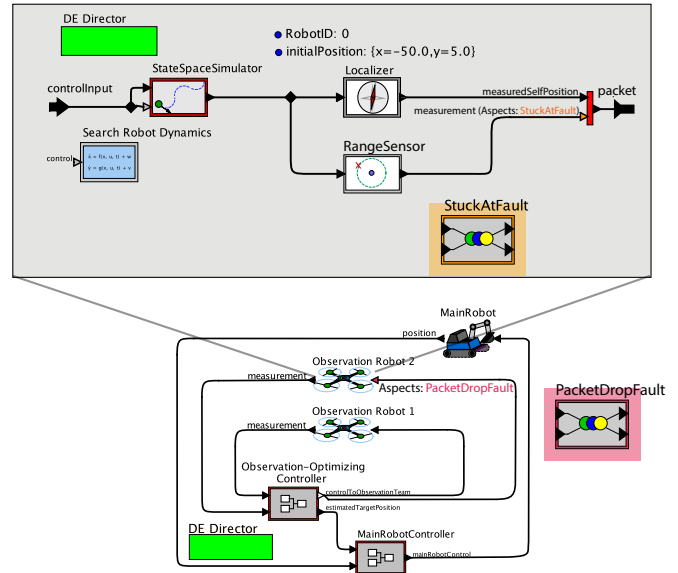 DE Director
RobotID: 0
initialPosition: {x=-50.0,y=5.0}
StateSpaceSimulator
Localizer
controlInput
measuredSelfPosition
packet
measurement (Aspects: StuckAtFault)
Search Robot Dynamics
control
ẋ = f(x, u, t) + w
ŷ = g(x, u, t) + v
RangeSensor
x
StuckAtFault
MainRobot
position
Observation Robot 2
measurement
Aspects: PacketDropFault
PacketDropFault
Observation Robot 1
measurement
Observation-Optimizing
Controller
controlToObservationTeam
estimatedTargetPosition
DE Director
MainRobotController
mainRobotControl